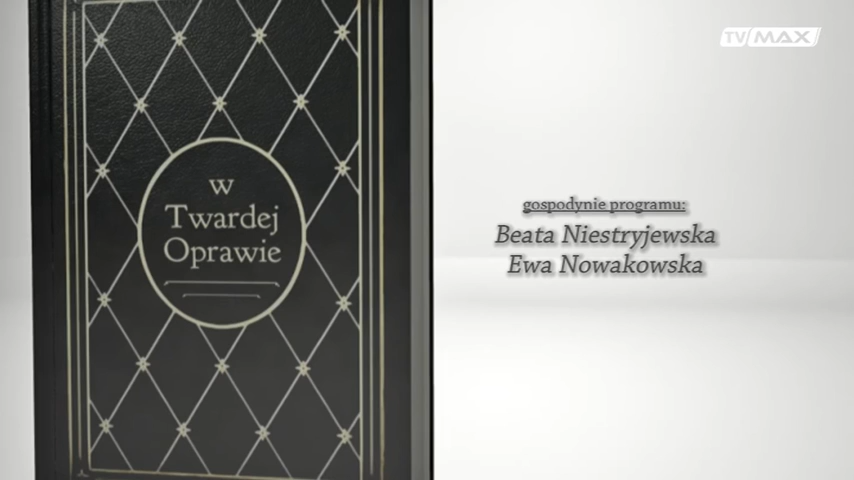 TV MAX
w
Twardej
Oprawie
gospodynie programu:
Beata Niestryjewska
Ewa Nowakowska